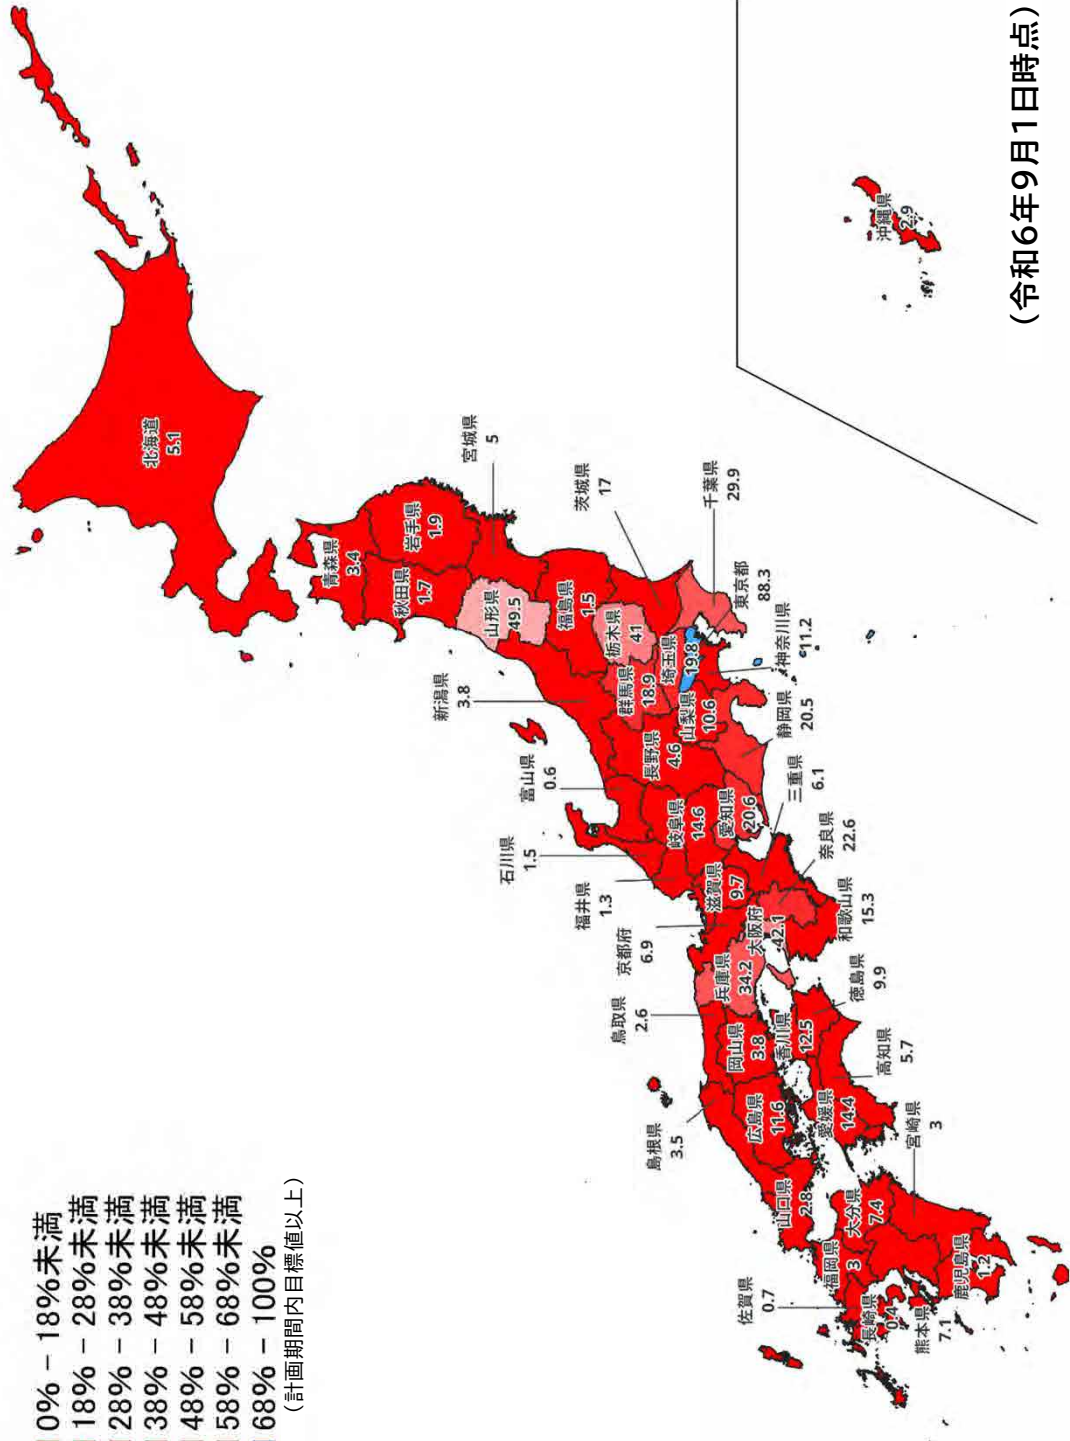 0% – 18%未満
18% – 28%未満
28% – 38%未満
38% – 48%未満
48% – 58%未満
58% – 68%未満
68% – 100%
(計画期間内目標値以上)
北海道
5.1
青森県
3.4
岩手県
1.9
秋田県
1.7
宮城県
5
山形県
49.5
福島県
1.5
新潟県
3.8
茨城県
17
栃木県
41
群馬県
18.9
埼玉県
19.8
千葉県
29.9
東京都
88.3
神奈川県
11.2
山梨県
10.6
長野県
4.6
静岡県
20.5
富山県
0.6
石川県
1.5
福井県
1.3
岐阜県
14.6
愛知県
20.6
三重県
6.1
滋賀県
9.7
京都府
6.9
大阪府
42.1
奈良県
22.6
和歌山県
15.3
兵庫県
34.2
鳥取県
2.6
岡山県
3.8
島根県
3.5
広島県
11.6
山口県
2.8
香川県
12.5
徳島県
9.9
高知県
5.7
愛媛県
14.4
福岡県
3
大分県
7.4
宮崎県
3
佐賀県
0.7
長崎県
0.4
熊本県
7.1
鹿児島県
1.2
沖縄県
2.9
(令和6年9月1日時点)